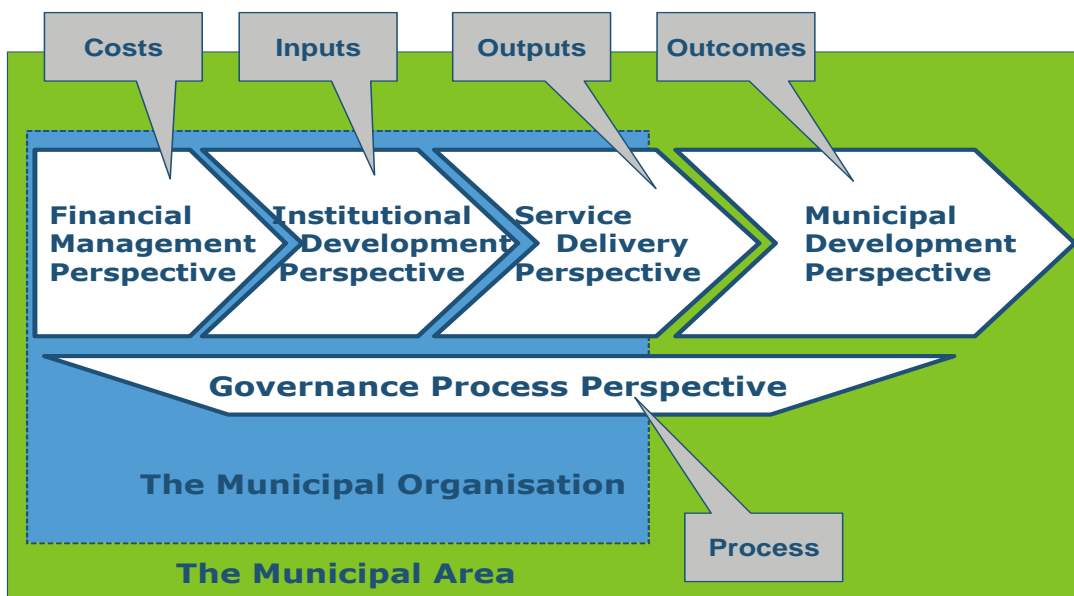 Costs
Inputs
Outputs
Outcomes
Financial
Management
Perspective
Institutional
Development
Perspective
Service
Delivery
Perspective
Municipal
Development
Perspective
Governance Process Perspective
The Municipal Organisation
Process
The Municipal Area